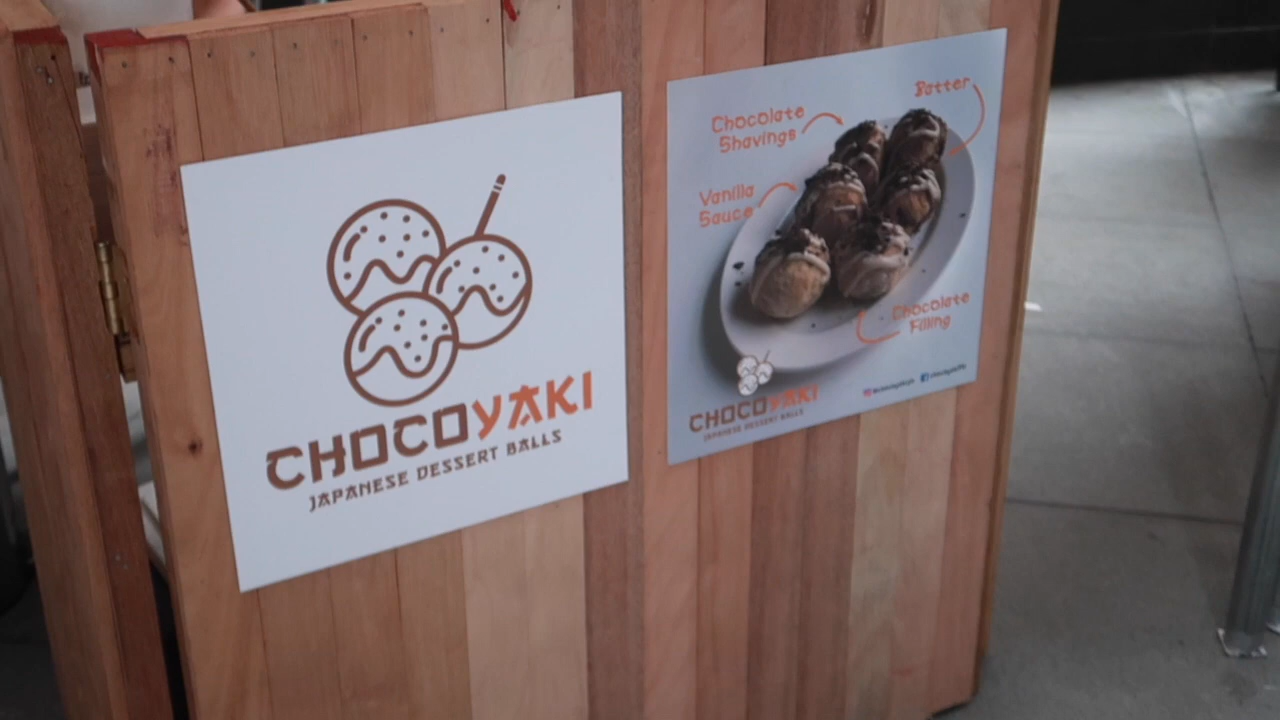 CHOCOYAKI
JAPANESE DESSERT BALLS
Chocolate
Shavings
Batter
Vanilla
Sauce
Chocolate
Filling
CHOCOYAKI
JAPANESE DESSERT BALLS